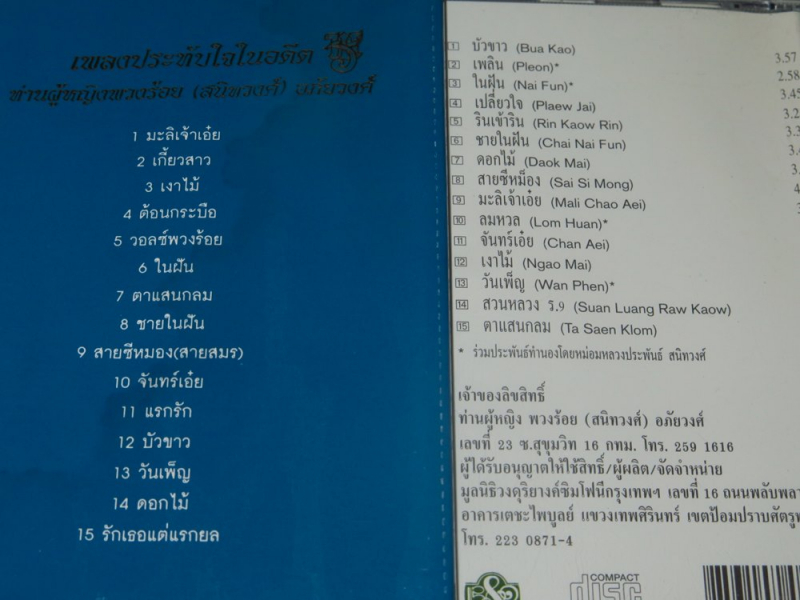 เพลงประทับใจในอดีต
ท่านผู้หญิงพวงร้อย (สนิทวงศ์) อภัยวงศ์
1 มะลิเจ้าเอ๋ย
2 เกี้ยวสาว
3 เงาไม้
4 ต้อนกระบือ
5 วอลซ์พวงร้อย
6 ในฝัน
7 ตาแสนกลม
8 ชายในฝัน
9 สายซีหมอง(สายสมร)
10 จันทร์เอ๋ย
11 แรกรัก
12 บัวขาว
13 วันเพ็ญ
14 ดอกไม้
15 รักเธอแต่แรกยล
1 บัวขาว (Bua Kao) 3.57
2 เพลิน (Pleon)* 2.58
3 ในฝัน (Nai Fun)* 3.45
4 เปลี่ยวใจ (Plaew Jai)
5 รินเข้าริน (Rin Kaow Rin)
6 ชายในฝัน (Chai Nai Fun)
7 ดอกไม้ (Daok Mai)
8 สายซีหม็อง (Sai Si Mong)
9 มะลิเจ้าเอ๋ย (Mali Chao Aei)
10 ลมหวล (Lom Huan)*
11 จันทร์เอ๋ย (Chan Aei)
12 เงาไม้ (Ngao Mai)
13 วันเพ็ญ (Wan Phen)*
14 สวนหลวง ร.9 (Suan Luang Raw Kaow)
15 ตาแสนกลม (Ta Saen Klom)
* ร่วมประพันธ์ทำนองโดยหม่อมหลวงประพันธ์ สนิทวงศ์
เจ้าของลิขสิทธิ์
ท่านผู้หญิง พวงร้อย (สนิทวงศ์) อภัยวงศ์
เลขที่ 23 ซ.สุขุมวิท 16 กทม. โทร. 259 1616
ผู้ได้รับอนุญาตให้ใช้สิทธิ์/ผู้ผลิต/จัดจำหน่าย
มูลนิธิวงดุริยางค์ซิมโฟนีกรุงเทพฯ เลขที่ 16 ถนนพลับพลา
อาคารเตชะไพบูลย์ แขวงเทพศิรินทร์ เขตป้อมปราบศัตรู
โทร. 223 0871-4
COMPACT
disc